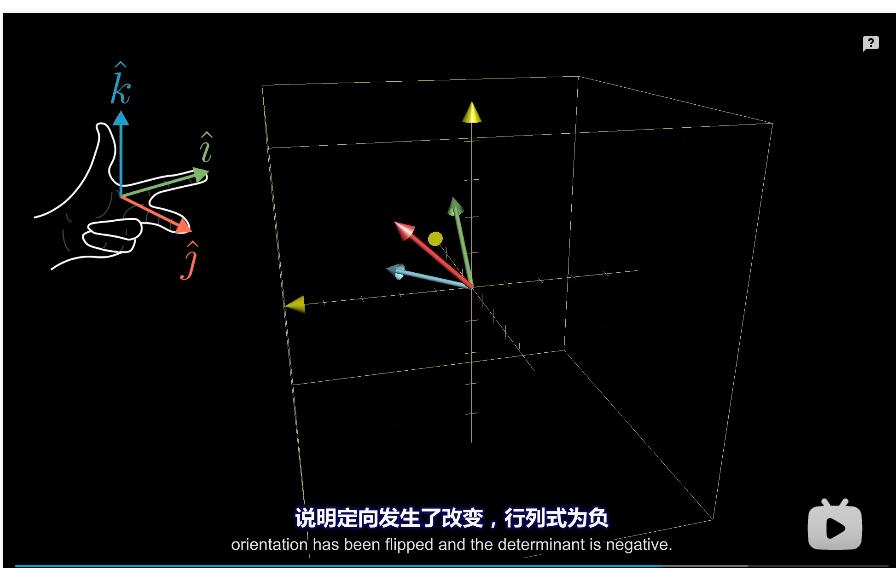 k̂
î
ĵ
?
说明定向发生了改变，行列式为负
orientation has been flipped and the determinant is negative.